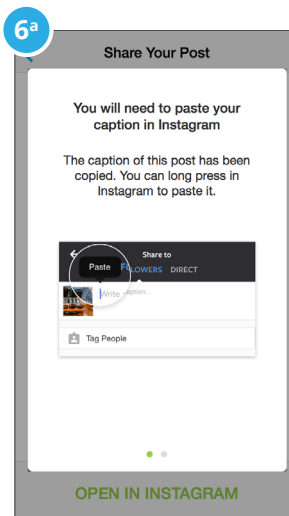 6a
Share Your Post
You will need to paste your
caption in Instagram
The caption of this post has been
copied. You can long press in
Instagram to paste it.
Share to
Paste
FOLLOWERS DIRECT
Write caption...
Tag People
OPEN IN INSTAGRAM